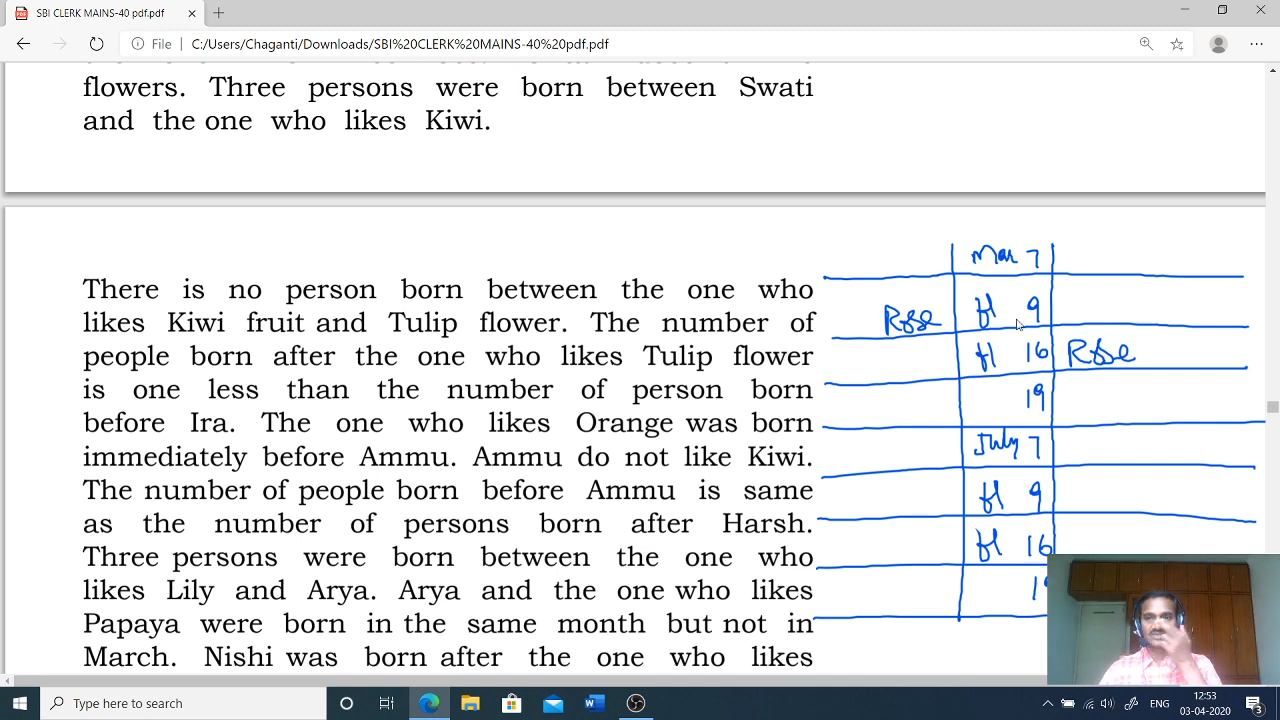 SBI CLERK MAINS-40 pdf.pdf
File | C:/Users/Chaganti/Downloads/SBI%20CLERK%20MAINS-40%20pdf.pdf
flowers. Three persons were born between Swati
and the one who likes Kiwi.
There is no person born between the one who
likes Kiwi fruit and Tulip flower. The number of
people born after the one who likes Tulip flower
is one less than the number of person born
before Ira. The one who likes Orange was born
immediately before Ammu. Ammu do not like Kiwi.
The number of people born before Ammu is same
as the number of persons born after Harsh.
Three persons were born between the one who
likes Lily and Arya. Arya and the one who likes
Papaya were born in the same month but not in
March. Nishi was born after the one who likes
Mar 7
Rose fl 9
fl 16 Rose
19
July 7
fl 9
fl 16
Type here to search
ENG
12:53
03-04-2020
3